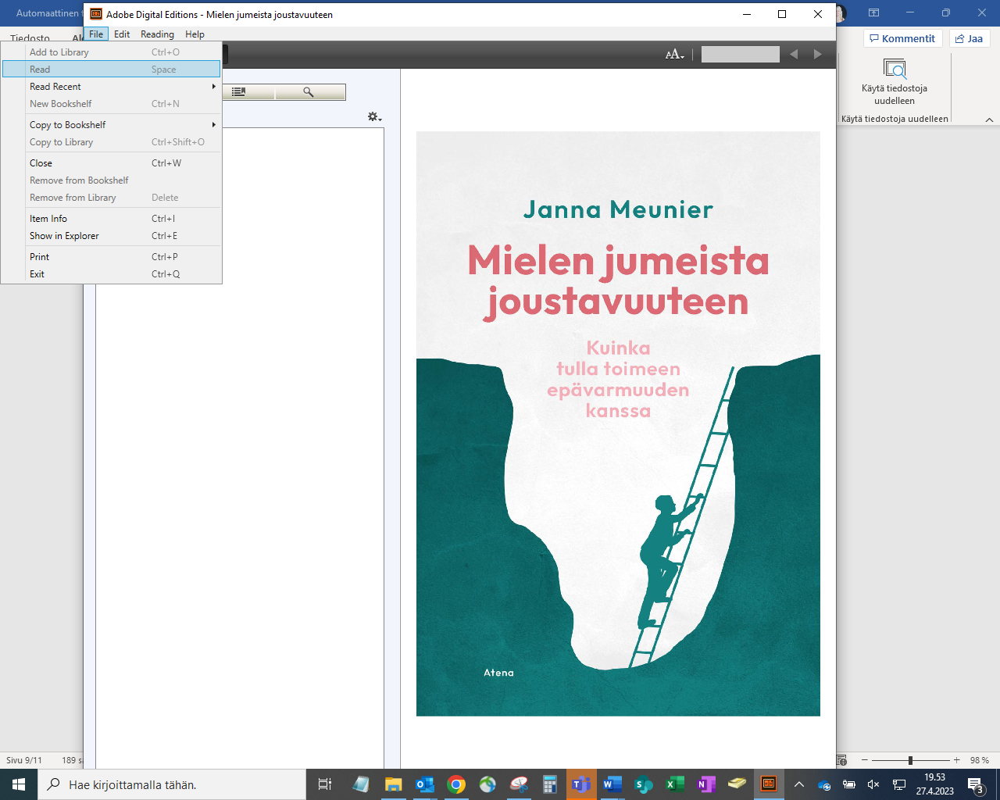 Automaattinen t
Adobe Digital Editions - Mielen jumeista joustavuuteen
Tiedosto
File Edit Reading Help
Kommentit
Jaa
Add to Library Ctrl+O
Read Space
Read Recent
New Bookshelf Ctrl+N
Copy to Bookshelf
Copy to Library Ctrl+Shift+O
Close Ctrl+W
Remove from Bookshelf
Remove from Library Delete
Item Info Ctrl+I
Show in Explorer Ctrl+E
Print Ctrl+P
Exit Ctrl+Q
AA
Käytä tiedostoja
uudelleen
Käytä tiedostoja uudelleen
Janna Meunier
Mielen jumeista
joustavuuteen
Kuinka
tulla toimeen
epävarmuuden
kanssa
Atena
Sivu 9/11 189 sa
98 %
Hae kirjoittamalla tähän.
19.53
27.4.2023
3